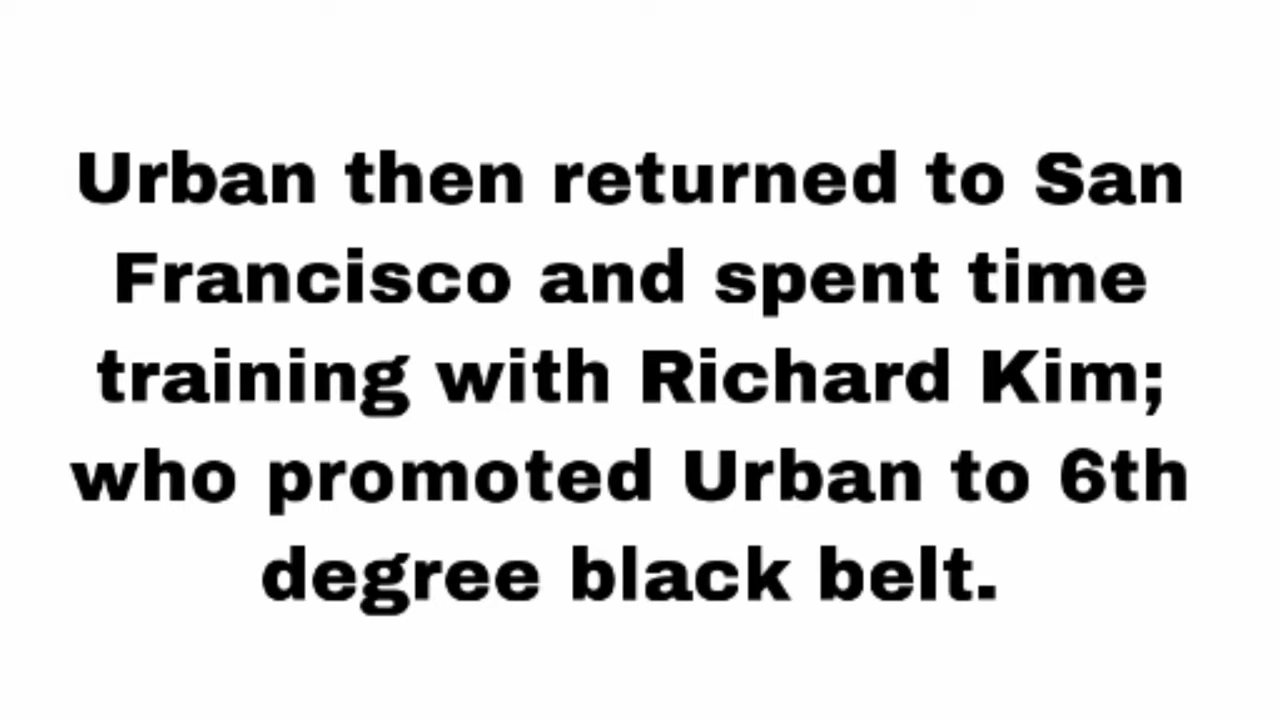 Urban then returned to San
Francisco and spent time
training with Richard Kim;
who promoted Urban to 6th
degree black belt.